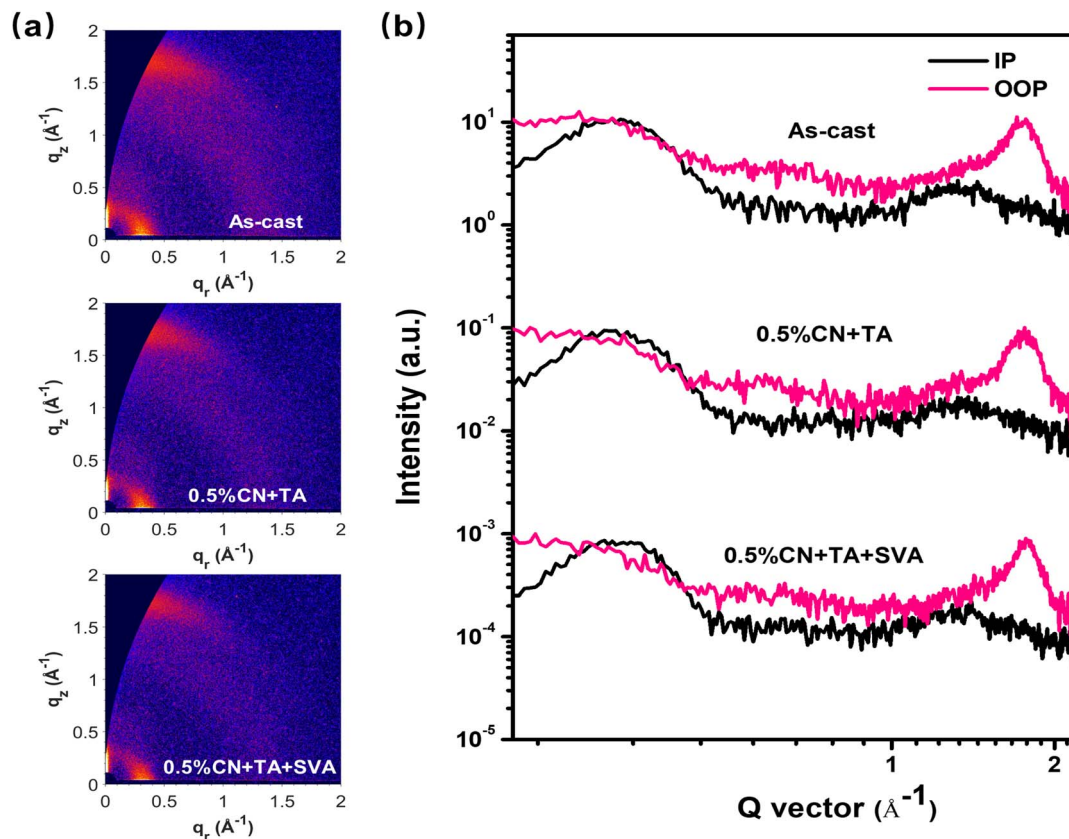 (a)
2
1.5
1
0.5
0
q_z (Å⁻¹)
As-cast
0 0.5 1 1.5 2
q_r (Å⁻¹)
2
1.5
1
0.5
0
q_z (Å⁻¹)
0.5%CN+TA
0 0.5 1 1.5 2
q_r (Å⁻¹)
2
1.5
1
0.5
0
q_z (Å⁻¹)
0.5%CN+TA+SVA
0 0.5 1 1.5 2
q_r (Å⁻¹)
(b)
IP
OOP
As-cast
0.5%CN+TA
0.5%CN+TA+SVA
10¹
10⁰
10⁻¹
10⁻²
10⁻³
10⁻⁴
10⁻⁵
Intensity (a.u.)
1 2
Q vector (Å⁻¹)